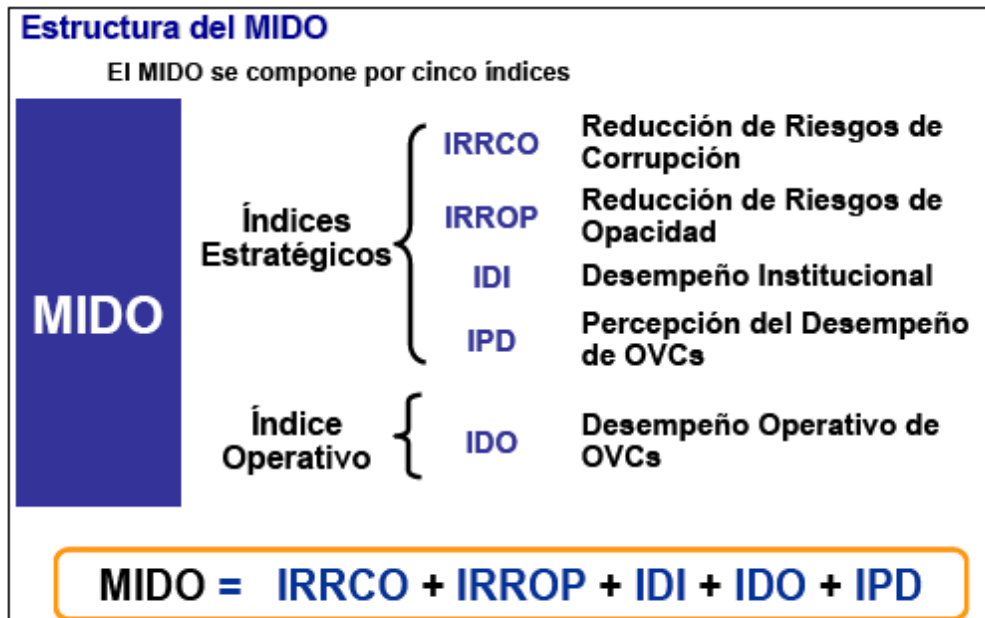 Estructura del MIDO
El MIDO se compone por cinco índices
MIDO
Índices
Estratégicos
IRRCO
Reducción de Riesgos de
Corrupción
IRROP
Reducción de Riesgos de
Opacidad
IDI
Desempeño Institucional
IPD
Percepción del Desempeño
de OVCs
Índice
Operativo
IDO
Desempeño Operativo de
OVCs
MIDO = IRRCO + IRROP + IDI + IDO + IPD